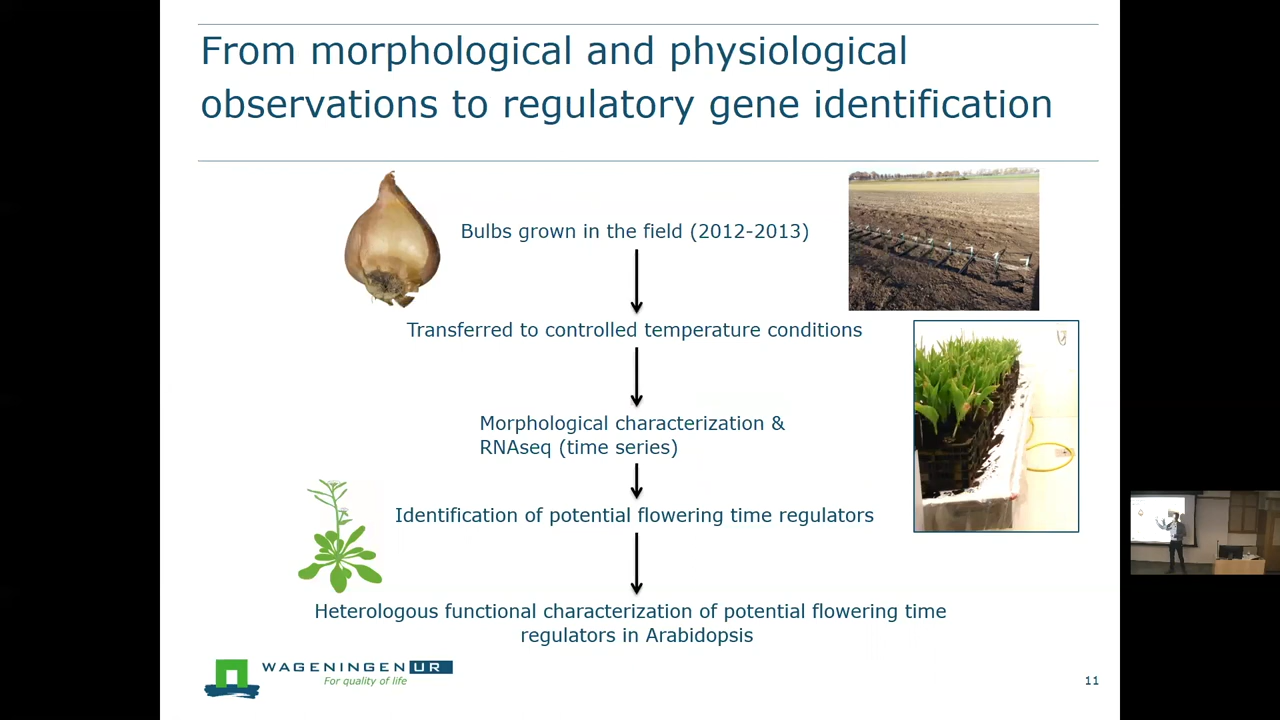 From morphological and physiological
observations to regulatory gene identification
Bulbs grown in the field (2012-2013)
Transferred to controlled temperature conditions
Morphological characterization &
RNAseq (time series)
Identification of potential flowering time regulators
Heterologous functional characterization of potential flowering time
regulators in Arabidopsis
WAGENINGEN UR
For quality of life
11